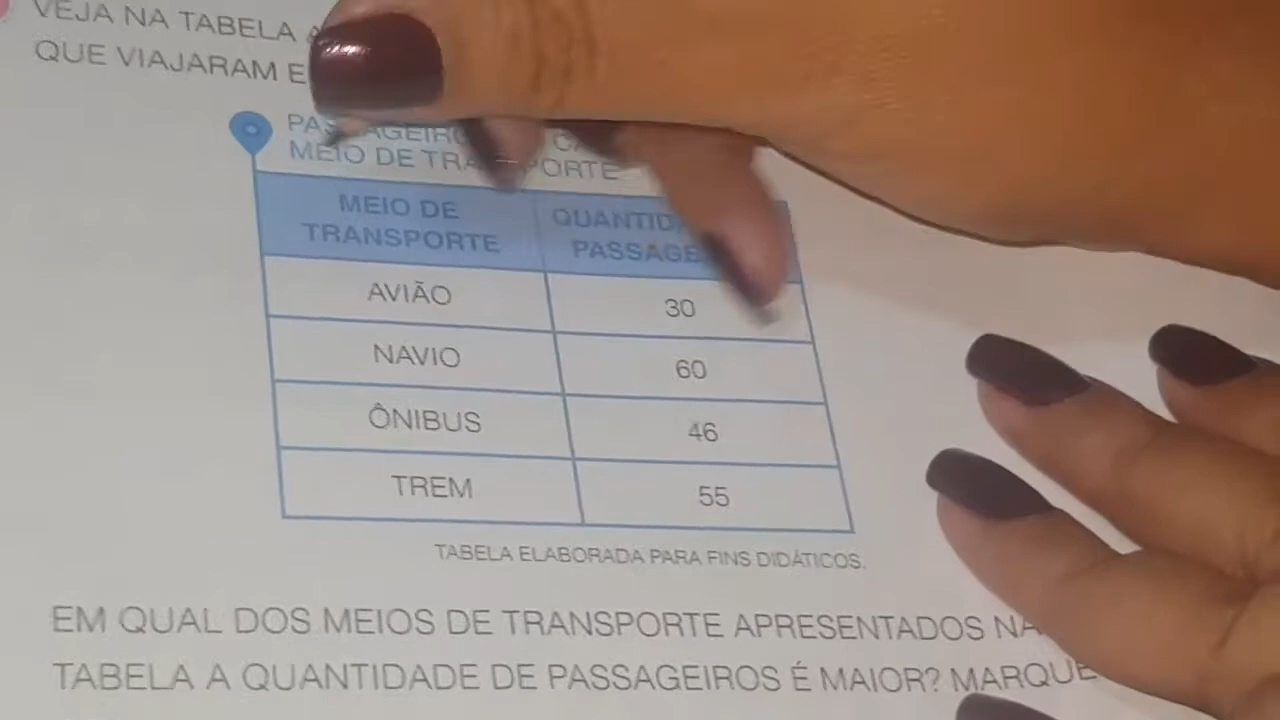 VEJA NA TABELA
QUE VIAJARAM
MEIO DE TRANSPORTE
MEIO DE
TRANSPORTE
AVIÃO 30
NAVIO 60
ÔNIBUS 46
TREM 55
TABELA ELABORADA PARA FINS DIDÁTICOS.
EM QUAL DOS MEIOS DE TRANSPORTE APRESENTADOS NA
TABELA A QUANTIDADE DE PASSAGEIROS É MAIOR? MARQUE